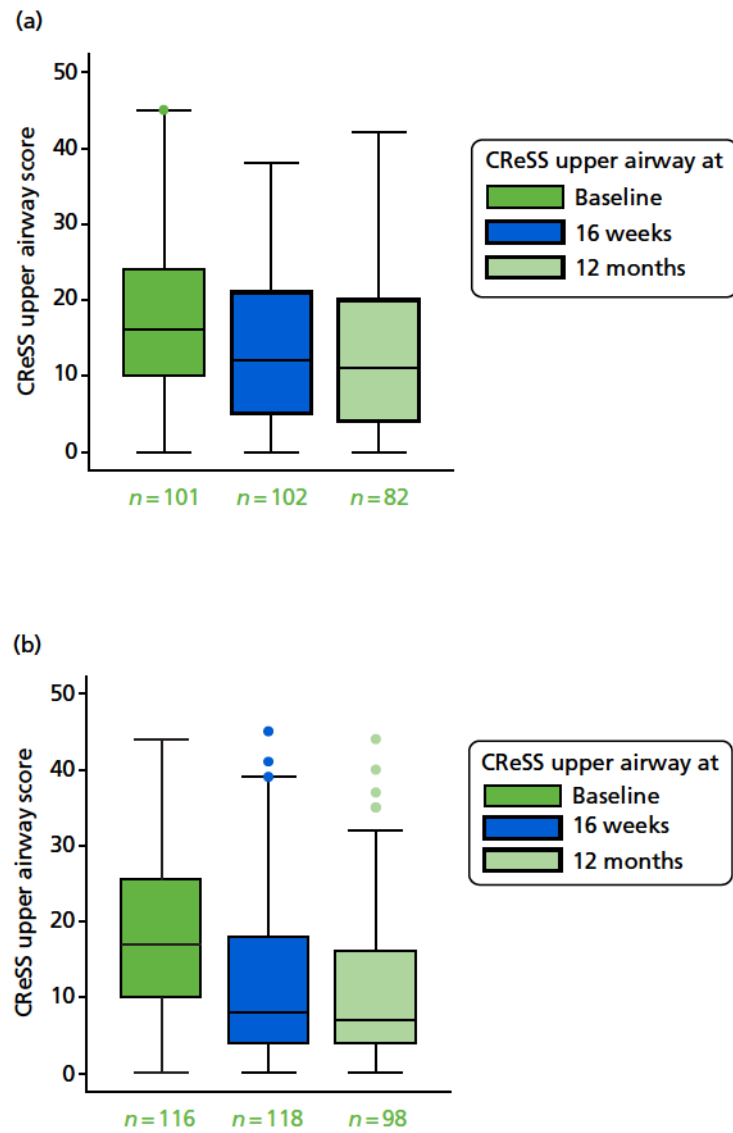 (a)
50
40
30
20
10
0
CReSS upper airway score
n=101
n=102
n=82
CReSS upper airway at
Baseline
16 weeks
12 months
(b)
50
40
30
20
10
0
CReSS upper airway score
n=116
n=118
n=98
CReSS upper airway at
Baseline
16 weeks
12 months